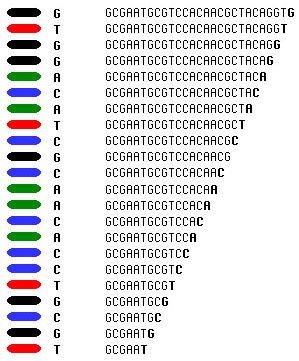 G GCGAATGCGTCCACAACGCTACAGGTG
T GCGAATGCGTCCACAACGCTACAGGT
G GCGAATGCGTCCACAACGCTACAGG
G GCGAATGCGTCCACAACGCTACAG
A GCGAATGCGTCCACAACGCTACA
C GCGAATGCGTCCACAACGCTAC
A GCGAATGCGTCCACAACGCTA
T GCGAATGCGTCCACAACGCT
C GCGAATGCGTCCACAACGC
G GCGAATGCGTCCACAACG
C GCGAATGCGTCCACAAC
A GCGAATGCGTCCACAA
A GCGAATGCGTCCACA
C GCGAATGCGTCCAC
A GCGAATGCGTCCA
C GCGAATGCGTCC
C GCGAATGCGTC
T GCGAATGCGT
G GCGAATGCG
C GCGAATGC
G GCGAATG
T GCGAAT